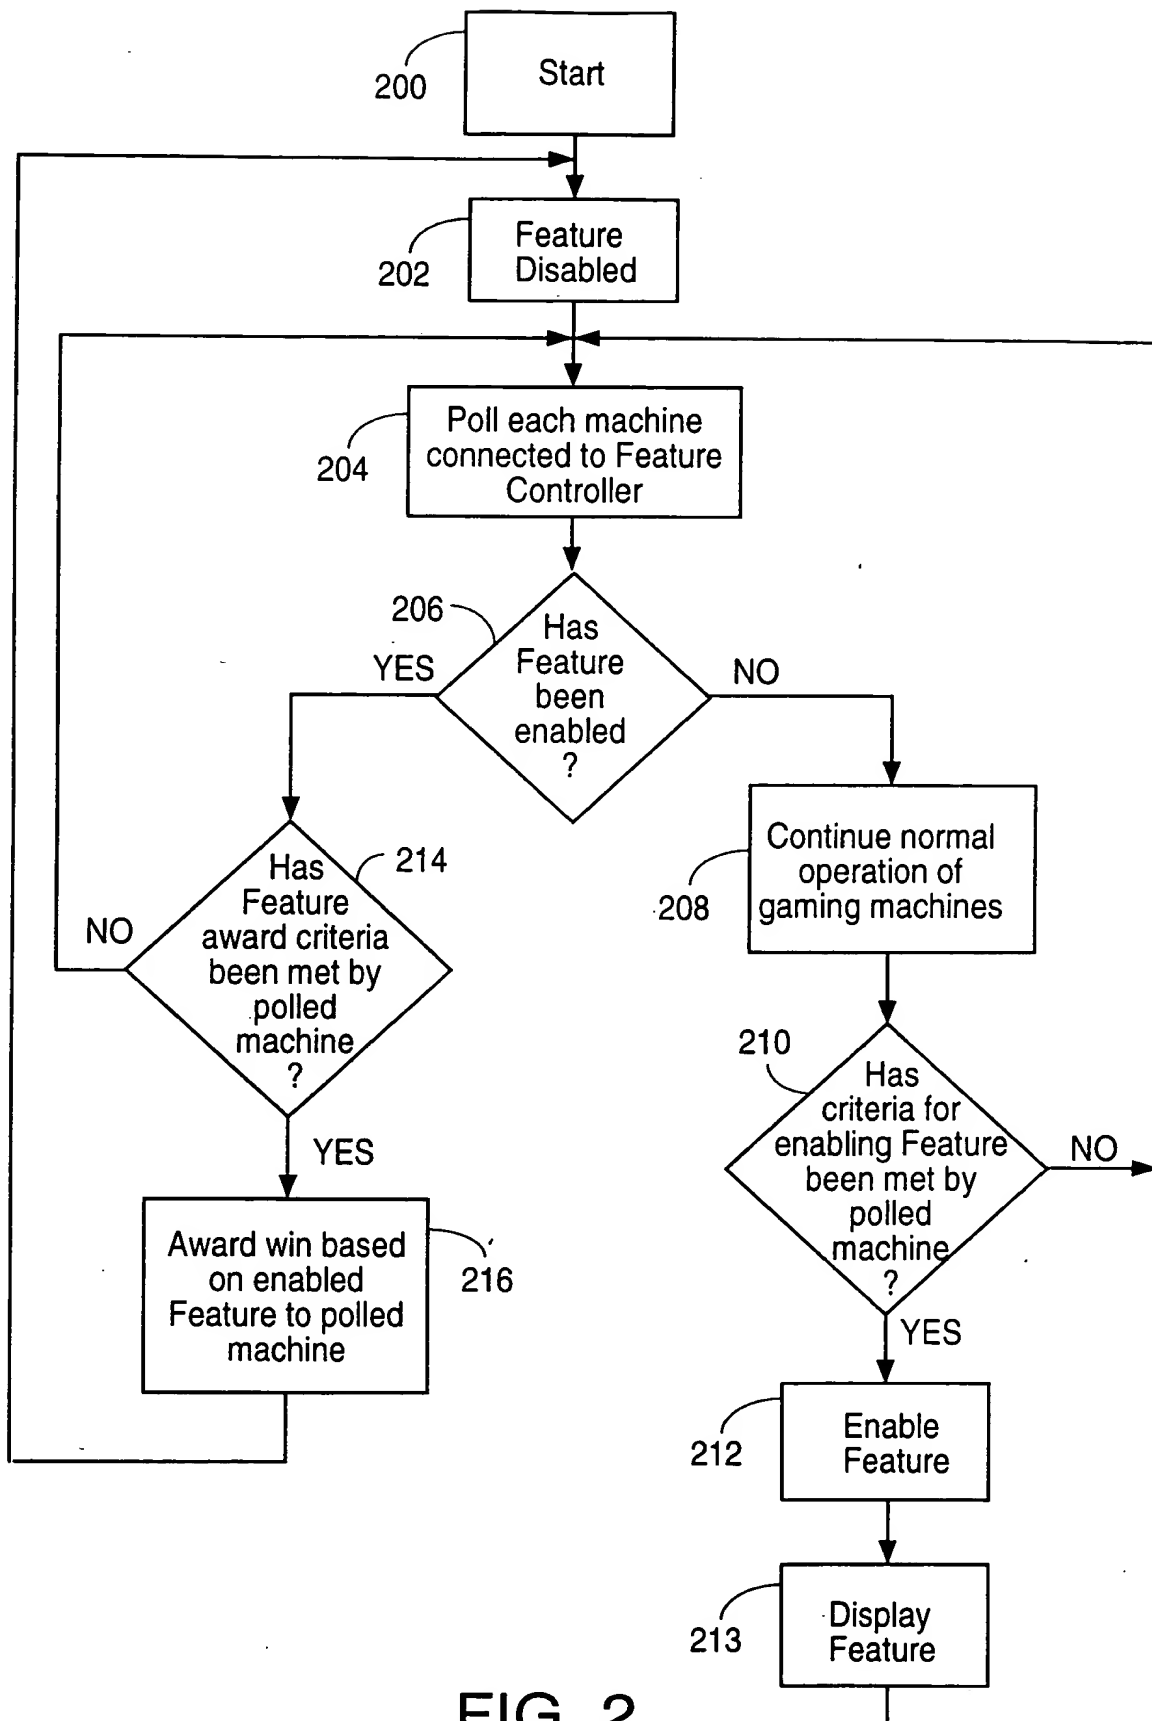 Start
200
Feature
Disabled
202
Poll each machine
connected to Feature
Controller
204
206
Has
Feature
been
enabled
?
YES
NO
Continue normal
operation of
gaming machines
208
Has
Feature
award criteria
been met by
polled
machine
?
214
NO
YES
210
Has
criteria for
enabling Feature
been met by
polled
machine
?
NO
YES
Award win based
on enabled
Feature to polled
machine
216
Enable
Feature
212
Display
Feature
213
FIG. 2